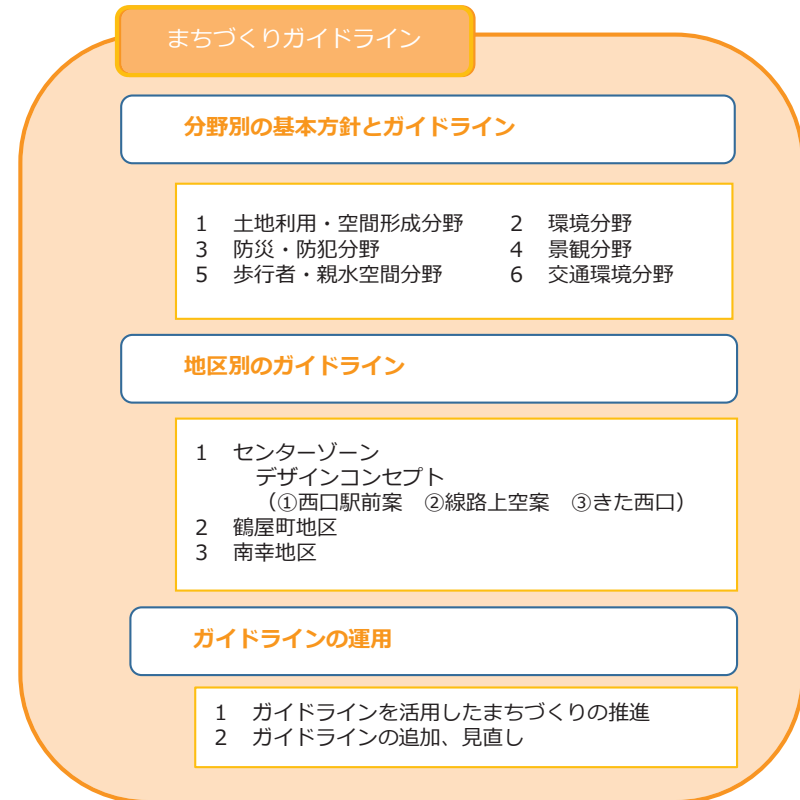 まちづくりガイドライン
分野別の基本方針とガイドライン
1 土地利用・空間形成分野 2 環境分野
3 防災・防犯分野 4 景観分野
5 歩行者・親水空間分野 6 交通環境分野
地区別のガイドライン
1 センターゾーン
デザインコンセプト
（①西口駅前案 ②線路上空案 ③きた西口）
2 鶴屋町地区
3 南幸地区
ガイドラインの運用
1 ガイドラインを活用したまちづくりの推進
2 ガイドラインの追加、見直し